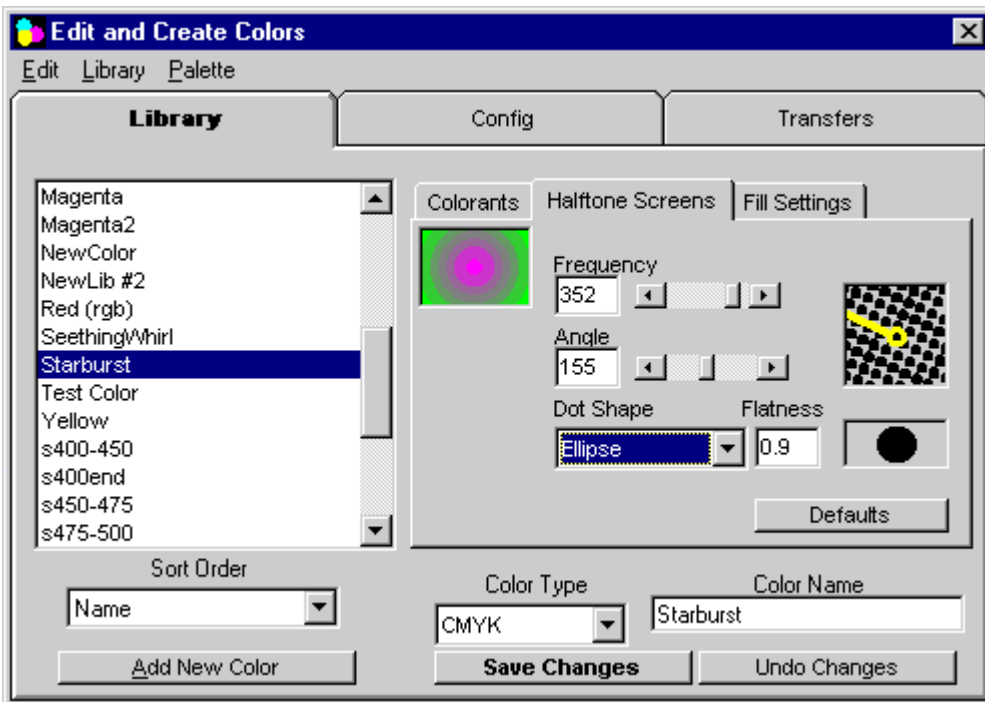 Edit and Create Colors
Edit Library Palette
Library Config Transfers
Magenta
Magenta2
NewColor
NewLib #2
Red (rgb)
SeethingWhirl
Starburst
Test Color
Yellow
s400-450
s400end
s450-475
s475-500
Sort Order
Name
Add New Color
Colorants Halftone Screens Fill Settings
Frequency
352
Angle
155
Dot Shape Flatness
Ellipse 0.9
Defaults
Color Type Color Name
CMYK Starburst
Save Changes Undo Changes